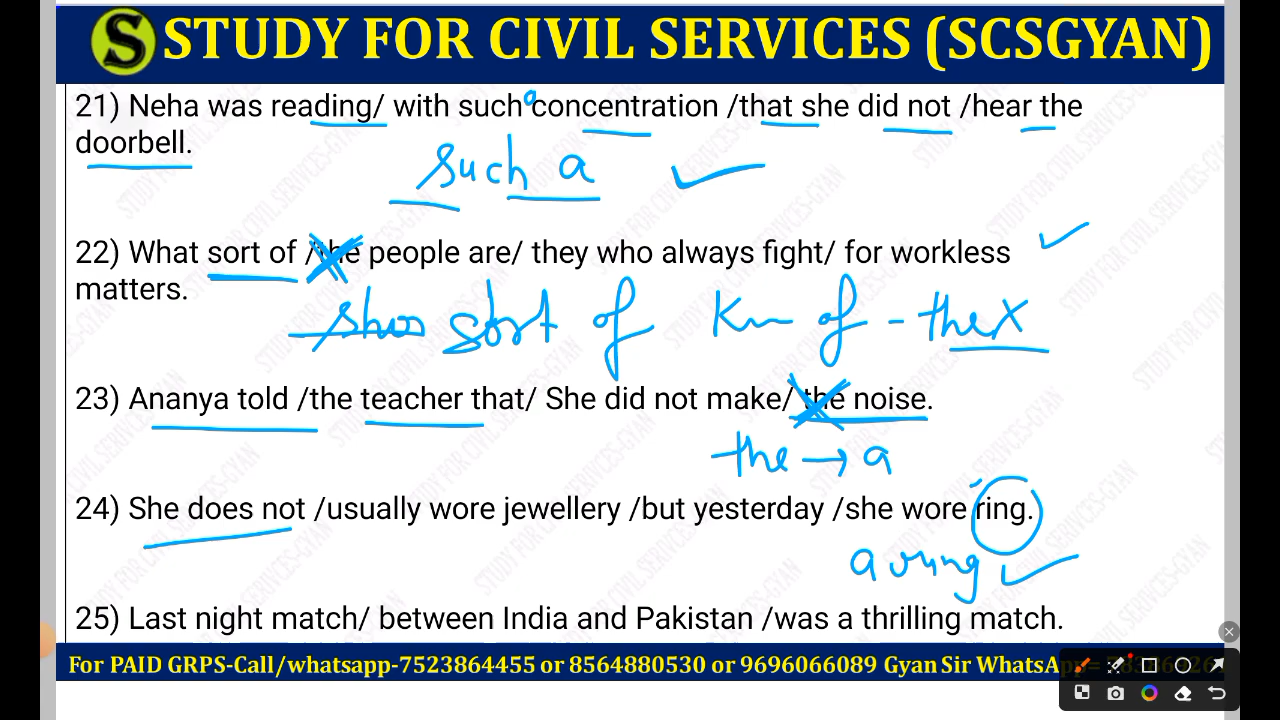 S STUDY FOR CIVIL SERVICES (SCSGYAN)
21) Neha was reading/ with such a concentration /that she did not /hear the
doorbell.
such a
22) What sort of /the people are/ they who always fight/ for workless
matters.
sort of
of - the x
23) Ananya told /the teacher that/ She did not make/ the noise.
the → a
24) She does not /usually wore jewellery /but yesterday /she wore ring.
a ring
25) Last night match/ between India and Pakistan /was a thrilling match.
For PAID GRPS-Call/whatsapp-7523864455 or 8564880530 or 9696066089 Gyan Sir WhatsApp=